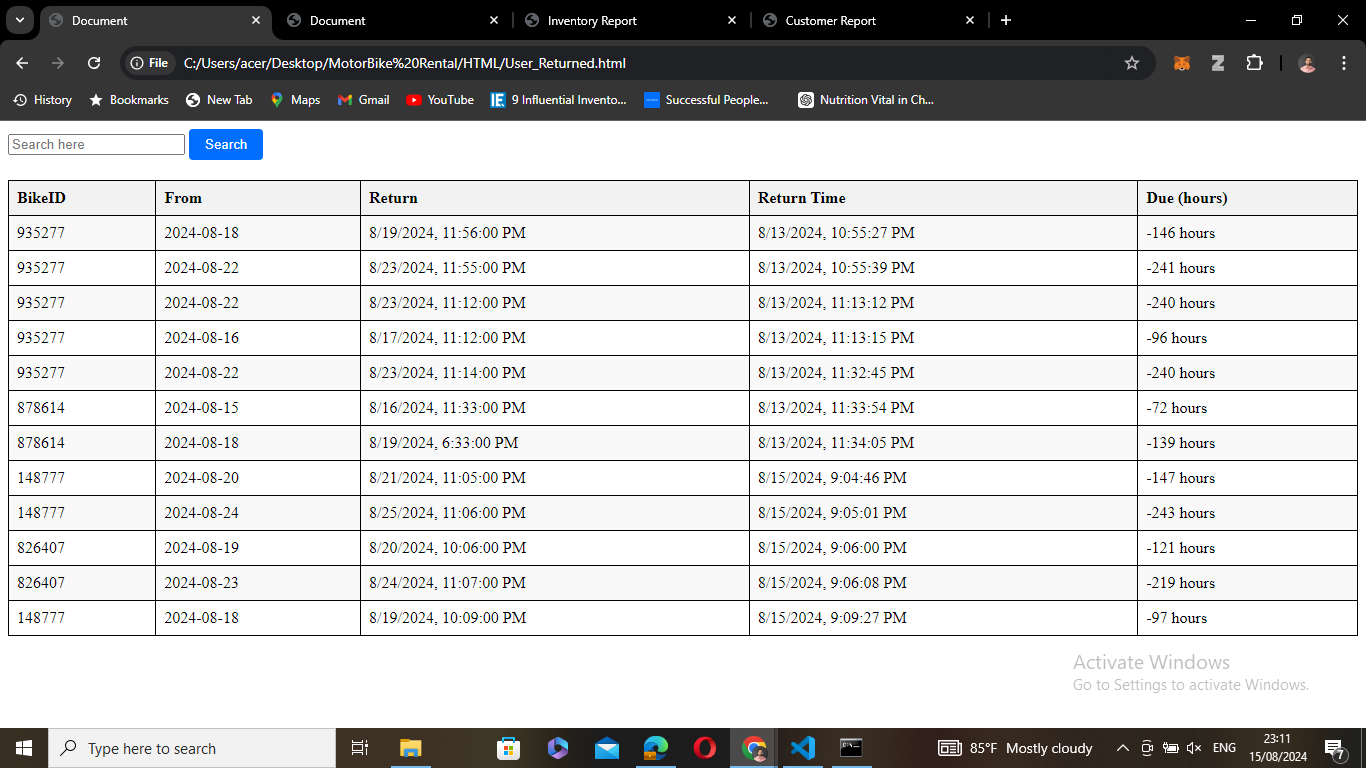 Document Document Inventory Report Customer Report
File C:/Users/acer/Desktop/MotorBike%20Rental/HTML/User_Returned.html
History Bookmarks New Tab Maps Gmail YouTube IE 9 Influential Invento... Successful People... Nutrition Vital in Ch...
Search here Search
BikeID From Return Return Time Due (hours)
935277 2024-08-18 8/19/2024, 11:56:00 PM 8/13/2024, 10:55:27 PM -146 hours
935277 2024-08-22 8/23/2024, 11:55:00 PM 8/13/2024, 10:55:39 PM -241 hours
935277 2024-08-22 8/23/2024, 11:12:00 PM 8/13/2024, 11:13:12 PM -240 hours
935277 2024-08-16 8/17/2024, 11:12:00 PM 8/13/2024, 11:13:15 PM -96 hours
935277 2024-08-22 8/23/2024, 11:14:00 PM 8/13/2024, 11:32:45 PM -240 hours
878614 2024-08-15 8/16/2024, 11:33:00 PM 8/13/2024, 11:33:54 PM -72 hours
878614 2024-08-18 8/19/2024, 6:33:00 PM 8/13/2024, 11:34:05 PM -139 hours
148777 2024-08-20 8/21/2024, 11:05:00 PM 8/15/2024, 9:04:46 PM -147 hours
148777 2024-08-24 8/25/2024, 11:06:00 PM 8/15/2024, 9:05:01 PM -243 hours
826407 2024-08-19 8/20/2024, 10:06:00 PM 8/15/2024, 9:06:00 PM -121 hours
826407 2024-08-23 8/24/2024, 11:07:00 PM 8/15/2024, 9:06:08 PM -219 hours
148777 2024-08-18 8/19/2024, 10:09:00 PM 8/15/2024, 9:09:27 PM -97 hours
Activate Windows
Go to Settings to activate Windows.
Type here to search 85°F Mostly cloudy ENG 23:11
15/08/2024 7